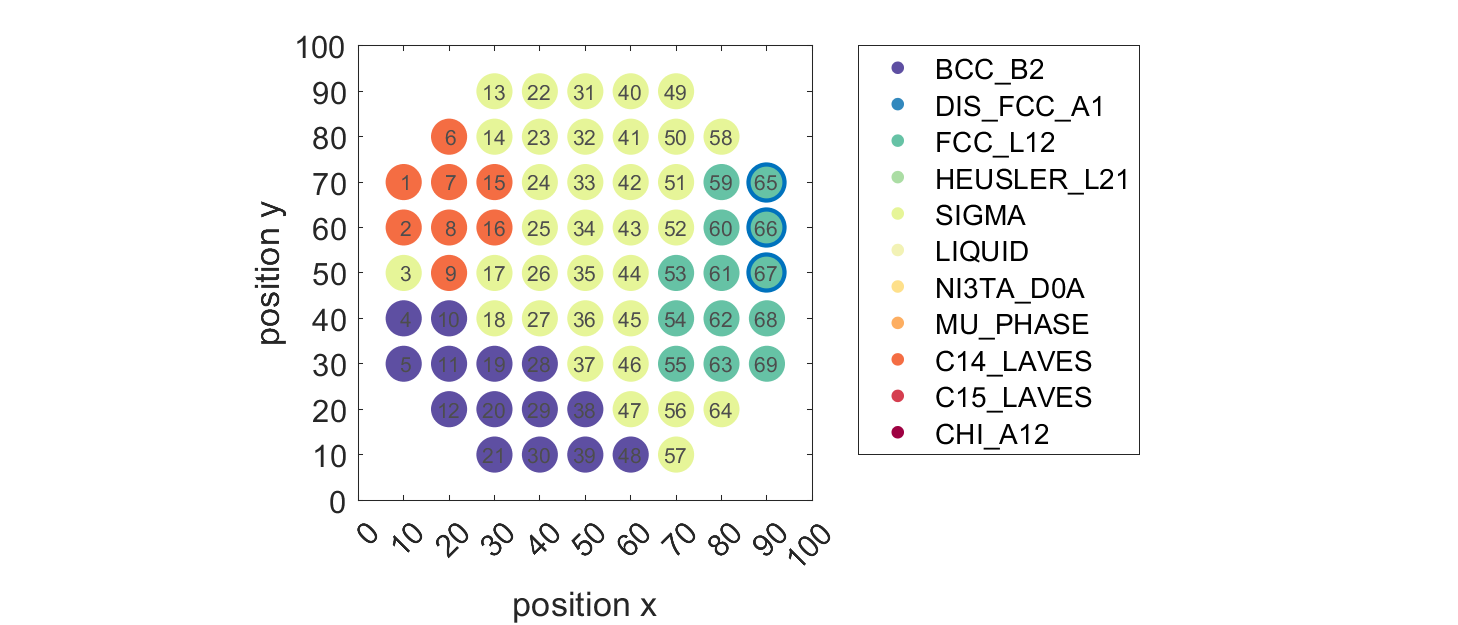 100
90 13 22 31 40 49
80 6 14 23 32 41 50 58
70 1 7 15 24 33 42 51 59 65
60 2 8 16 25 34 43 52 60 66
50 3 9 17 26 35 44 53 61 67
40 4 10 18 27 36 45 54 62 68
30 5 11 19 28 37 46 55 63 69
20 12 20 29 38 47 56 64
10 21 30 39 48 57
0
0 10 20 30 40 50 60 70 80 90 100
position x
position y
BCC_B2
DIS_FCC_A1
FCC_L12
HEUSLER_L21
SIGMA
LIQUID
NI3TA_D0A
MU_PHASE
C14_LAVES
C15_LAVES
CHI_A12